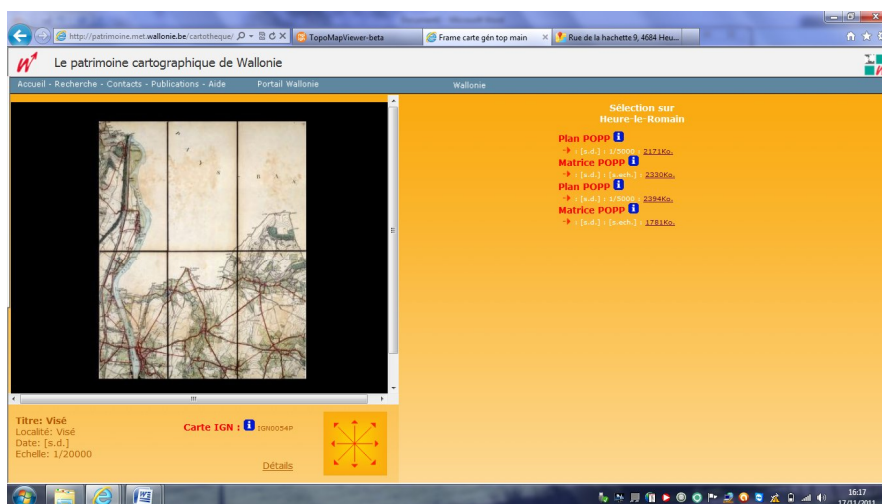 http://patrimoine.met.wallonie.be/cartotheque/
TopoMapViewer-beta
Frame carte gén top main
Rue de la hachette 9, 4684 Heu...
Le patrimoine cartographique de Wallonie
Accueil - Recherche - Contacts - Publications - Aide
Portail Wallonie
Wallonie
Sélection sur
Heure-le-Romain
Plan POPP
: [s.d.] : 1/5000 : 2171Ko.
Matrice POPP
: [s.d.] : [s.ech.] : 2330Ko.
Plan POPP
: [s.d.] : 1/5000 : 2394Ko.
Matrice POPP
: [s.d.] : [s.ech.] : 1781Ko.
Titre: Visé
Localité: Visé
Date: [s.d.]
Echelle: 1/20000
Carte IGN : IGN0054P
Détails
16:17
17/11/2011